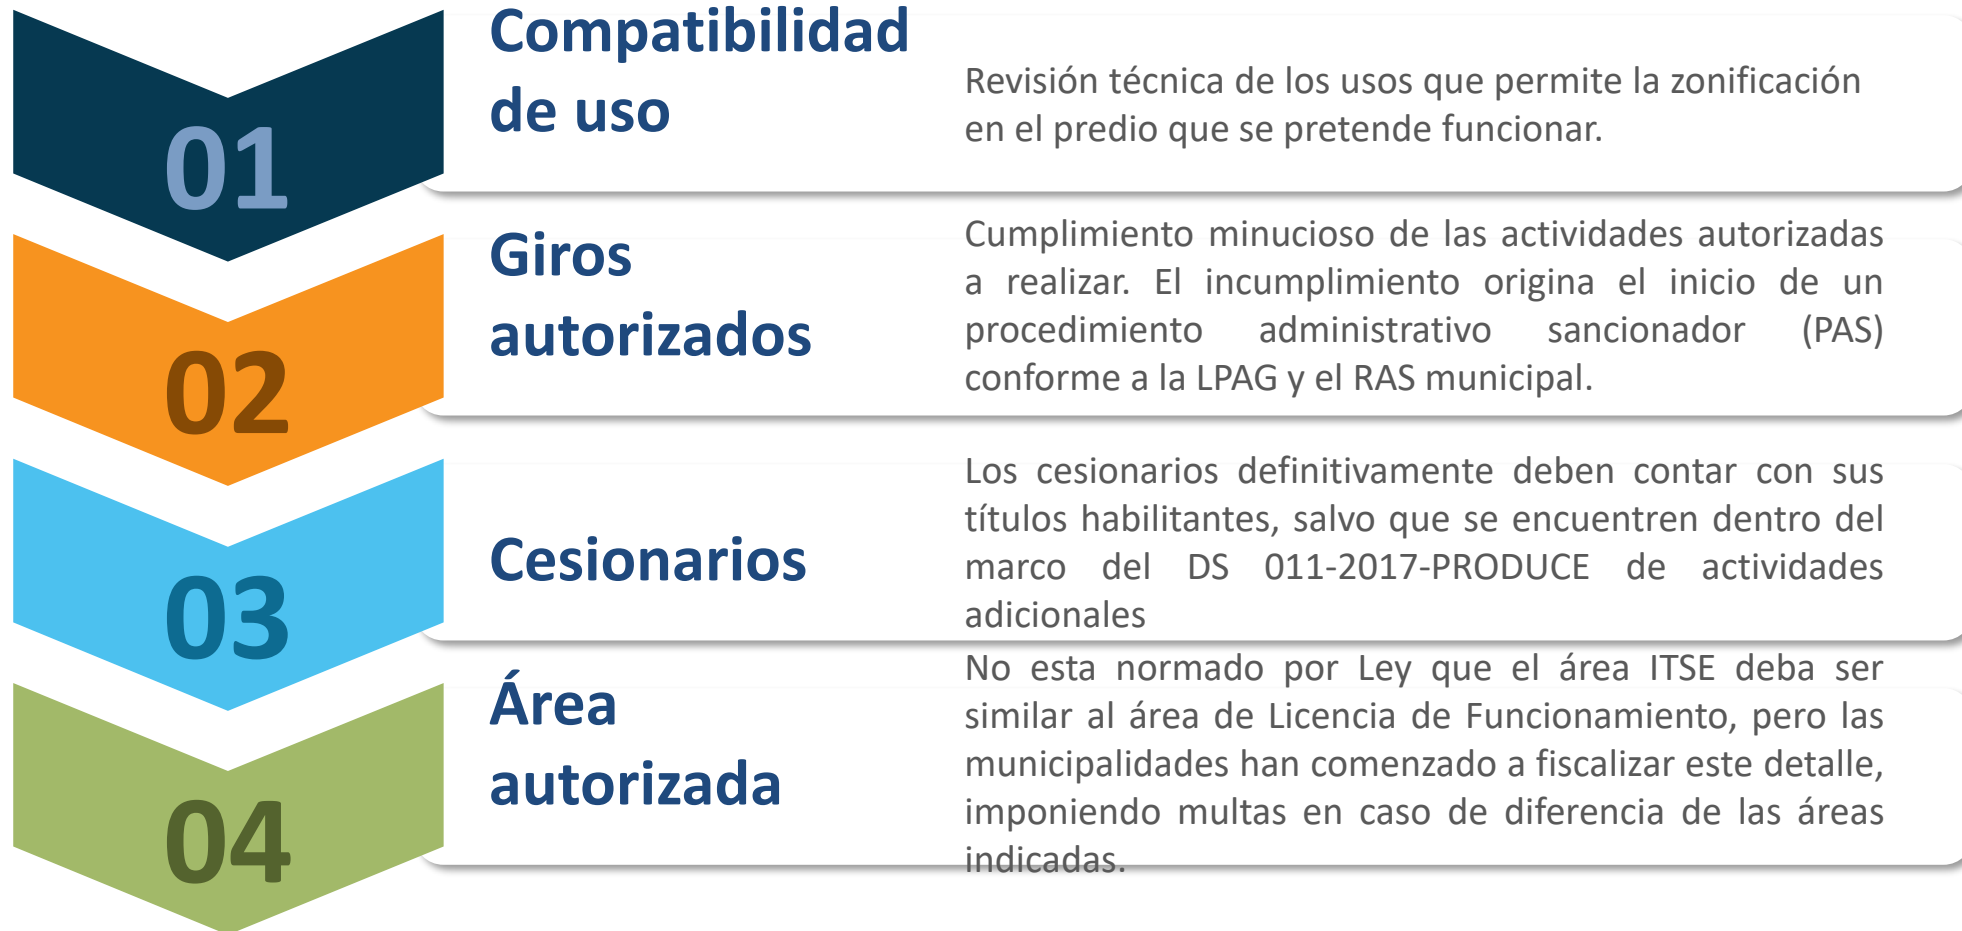 01
Compatibilidad
de uso
Revisión técnica de los usos que permite la zonificación
en el predio que se pretende funcionar.
02
Giros
autorizados
Cumplimiento minucioso de las actividades autorizadas
a realizar. El incumplimiento origina el inicio de un
procedimiento administrativo sancionador (PAS)
conforme a la LPAG y el RAS municipal.
03
Cesionarios
Los cesionarios definitivamente deben contar con sus
títulos habilitantes, salvo que se encuentren dentro del
marco del DS 011-2017-PRODUCE de actividades
adicionales
04
Área
autorizada
No esta normado por Ley que el área ITSE deba ser
similar al área de Licencia de Funcionamiento, pero las
municipalidades han comenzado a fiscalizar este detalle,
imponiendo multas en caso de diferencia de las áreas
indicadas.